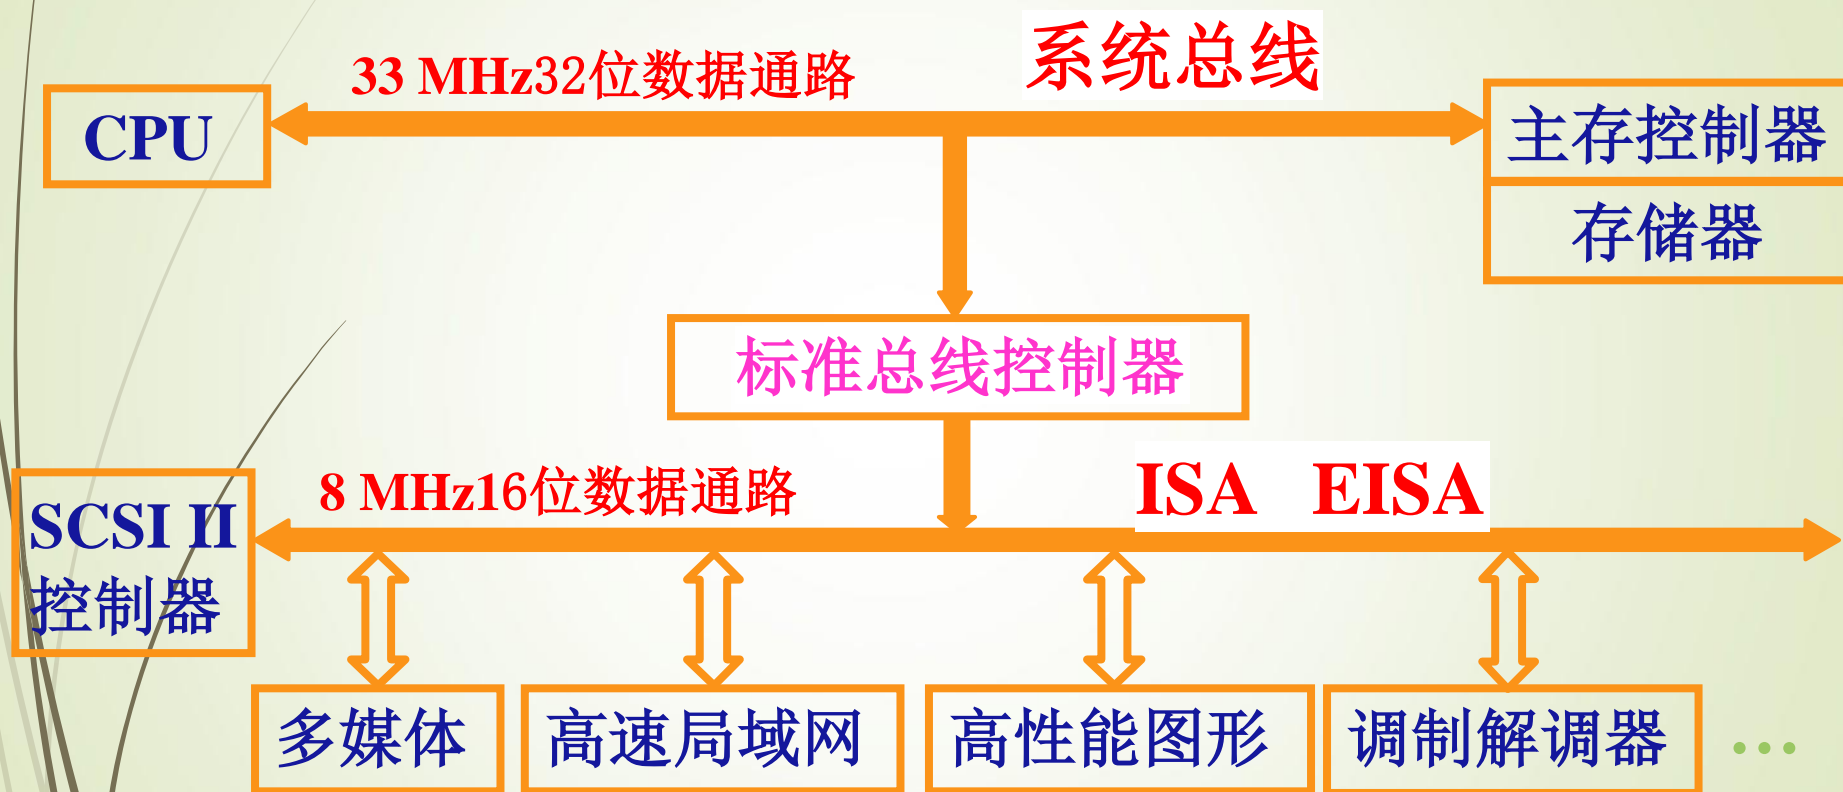 系统总线
33 MHz32位数据通路
CPU
主存控制器
存储器
标准总线控制器
8 MHz16位数据通路
ISA EISA
SCSI II
控制器
多媒体
高速局域网
高性能图形
调制解调器
…